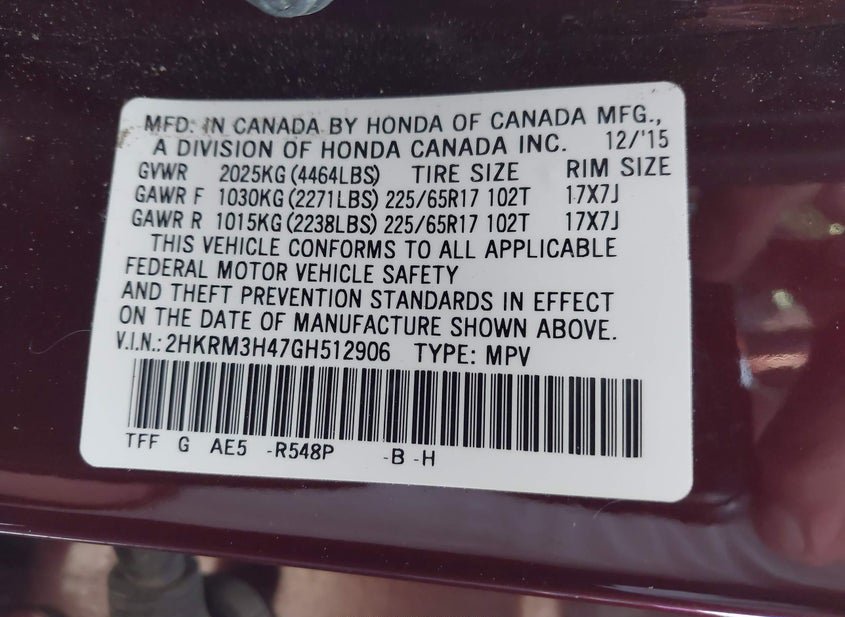 MFD. IN CANADA BY HONDA OF CANADA MFG.,
A DIVISION OF HONDA CANADA INC. 12/'15
GVWR 2025KG (4464LBS) TIRE SIZE RIM SIZE
GAWR F 1030KG (2271LBS) 225/65R17 102T 17X7J
GAWR R 1015KG (2238LBS) 225/65R17 102T 17X7J
THIS VEHICLE CONFORMS TO ALL APPLICABLE
FEDERAL MOTOR VEHICLE SAFETY
AND THEFT PREVENTION STANDARDS IN EFFECT
ON THE DATE OF MANUFACTURE SHOWN ABOVE.
V.I.N.: 2HKRM3H47GH512906 TYPE: MPV
TFF G AE5 -R548P -B -H